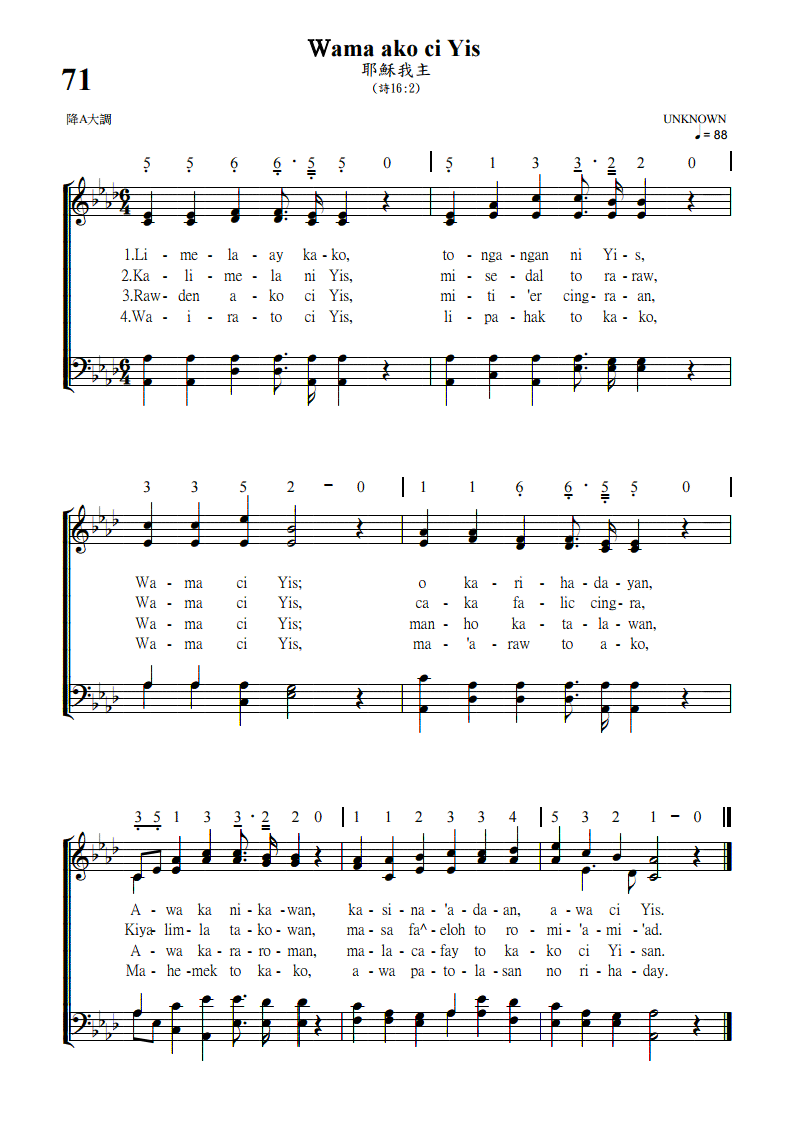 Wama ako ci Yis
耶穌我主
71
(詩16:2)
降A大調
UNKNOWN
♩ = 88
5 5 6 6 · 5 5 0 | 5 1 3 3 · 2 2 0 |
1.Li - me - la - ay ka - ko, to - nga - ngan ni Yi - s,
2.Ka - li - me - la ni Yis, mi - se - dal to ra - raw,
3.Raw - den a - ko ci Yis, mi - ti - 'er cing - ra - an,
4.Wa - i - ra - to ci Yis, li - pa - hak to ka - ko,
3 3 5 2 - 0 | 1 1 6 6 · 5 5 0 |
Wa - ma ci Yis; o ka - ri - ha - da - yan,
Wa - ma ci Yis, ca - ka fa - lic cing - ra,
Wa - ma ci Yis; man - ho ka - ta - la - wan,
Wa - ma ci Yis, ma - 'a - raw to a - ko,
3 5 1 3 3 · 2 2 0 | 1 1 2 3 3 4 | 5 3 2 1 - 0
A - wa ka ni - ka - wan, ka - si - na - 'a - da - an, a - wa ci Yis.
Kiya - lim - la ta - ko - wan, ma - sa fa^ - eloh to ro - mi - 'a - mi - 'ad.
A - wa ka - ra - ro - man, ma - la - ca - fay to ka - ko ci Yi - san.
Ma - he - mek to ka - ko, a - wa pa - to - la - san no ri - ha - day.